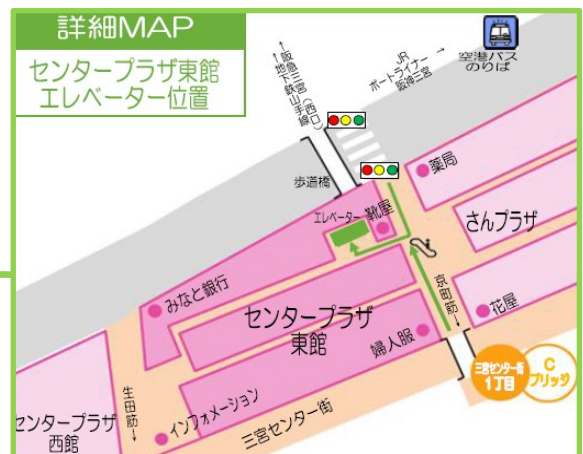 詳細MAP
センタープラザ東館
エレベーター位置
←阪急三宮(西口)
←地下鉄山手線
JR
ポートライナー →
阪神三宮
空港バス
のりば
歩道橋
エレベーター
靴屋
薬局
さんプラザ
みなと銀行
センタープラザ
東館
京町筋→
花屋
婦人服
三宮センター街
1丁目
C
ブリッジ
生田筋→
インフォメーション
三宮センター街
センタープラザ
西館